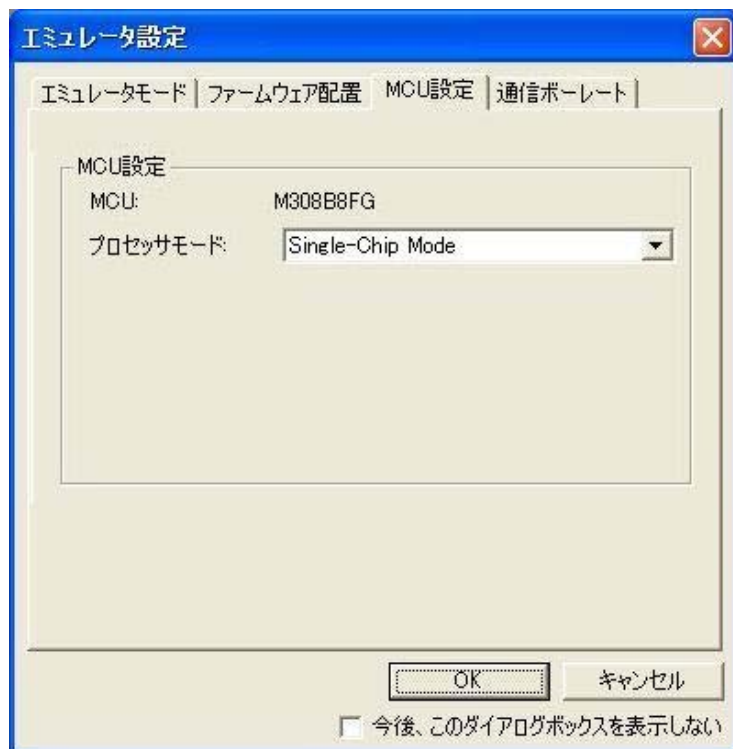 エミュレータ設定
エミュレータモード ファームウェア配置 MCU設定 通信ボーレート
MCU設定
MCU: M308B8FG
プロセッサモード: Single-Chip Mode
OK キャンセル
今後、このダイアログボックスを表示しない